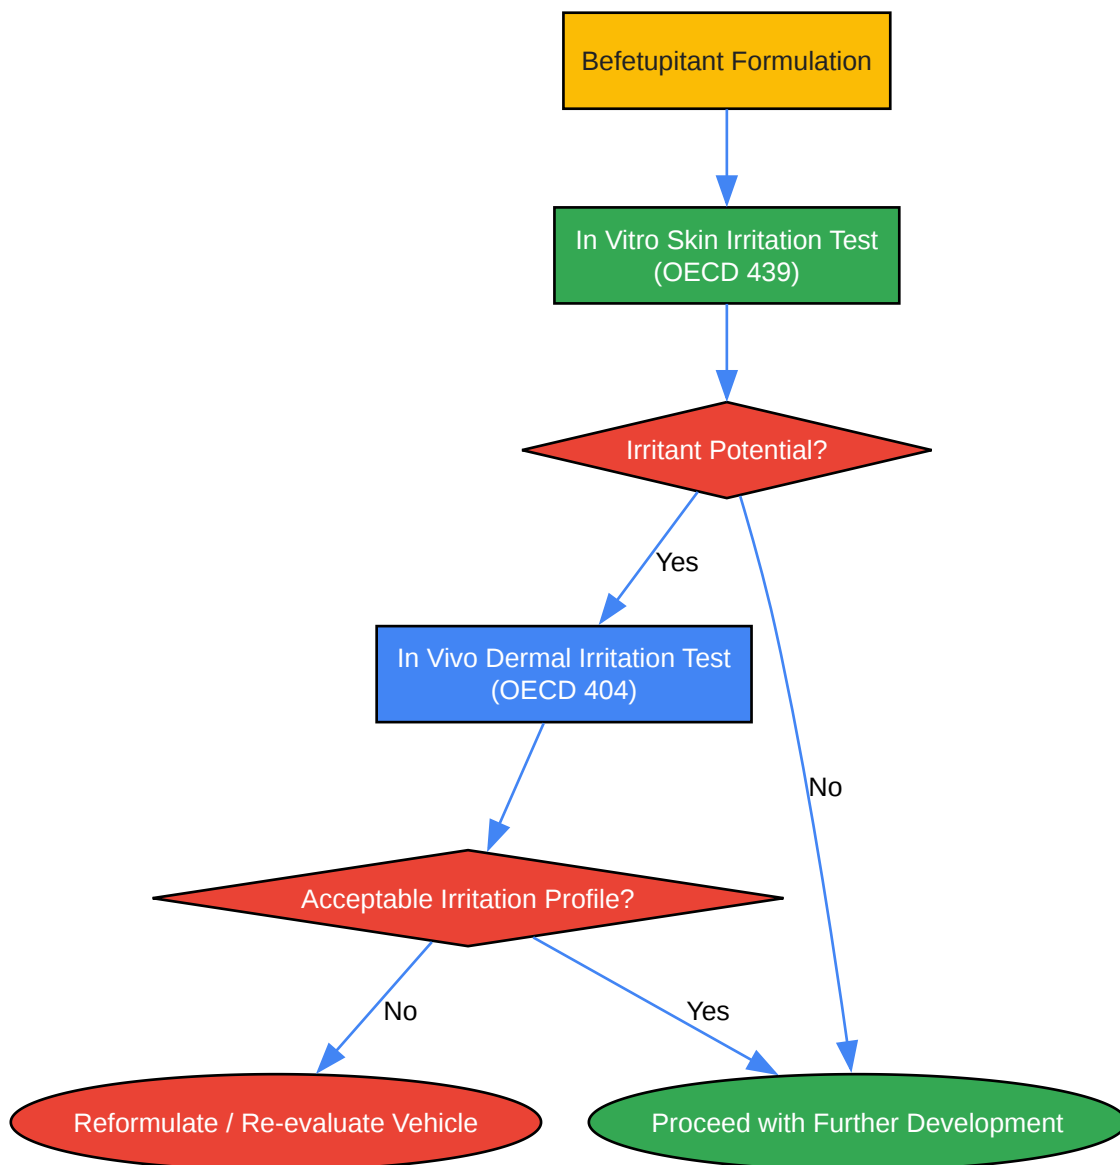 Befetupitant Formulation
In Vitro Skin Irritation Test
(OECD 439)
Irritant Potential?
Yes
In Vivo Dermal Irritation Test
(OECD 404)
No
Acceptable Irritation Profile?
No
Yes
Reformulate / Re-evaluate Vehicle
Proceed with Further Development